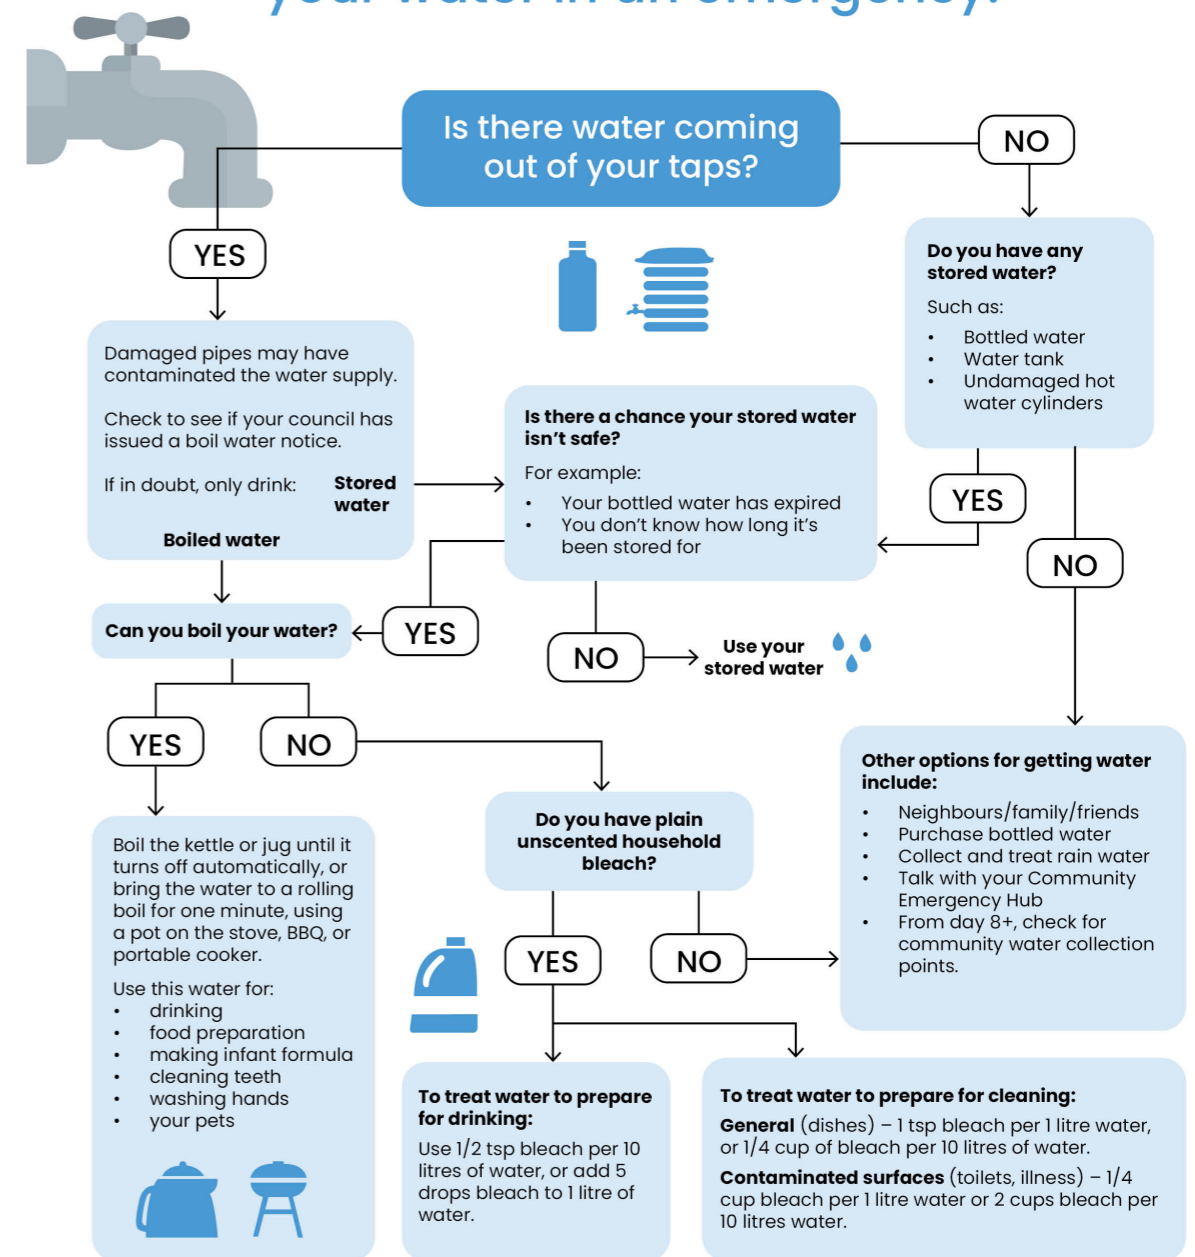 your water in an emergency.
Is there water coming
out of your taps?
NO
YES
Do you have any
stored water?
Such as:
• Bottled water
• Water tank
• Undamaged hot
water cylinders
Damaged pipes may have
contaminated the water supply.
Check to see if your council has
issued a boil water notice.
If in doubt, only drink:
Stored
water
Boiled water
Is there a chance your stored water
isn't safe?
For example:
• Your bottled water has expired
• You don't know how long it's
been stored for
YES
NO
Can you boil your water?
YES
NO
Use your
stored water
YES
NO
Other options for getting water
include:
• Neighbours/family/friends
• Purchase bottled water
• Collect and treat rain water
• Talk with your Community
Emergency Hub
• From day 8+, check for
community water collection
points.
Do you have plain
unscented household
bleach?
Boil the kettle or jug until it
turns off automatically, or
bring the water to a rolling
boil for one minute, using
a pot on the stove, BBQ, or
portable cooker.
Use this water for:
• drinking
• food preparation
• making infant formula
• cleaning teeth
• washing hands
• your pets
YES
NO
To treat water to prepare
for drinking:
Use 1/2 tsp bleach per 10
litres of water, or add 5
drops bleach to 1 litre of
water.
To treat water to prepare for cleaning:
General (dishes) – 1 tsp bleach per 1 litre water,
or 1/4 cup of bleach per 10 litres of water.
Contaminated surfaces (toilets, illness) – 1/4
cup bleach per 1 litre water or 2 cups bleach per
10 litres water.